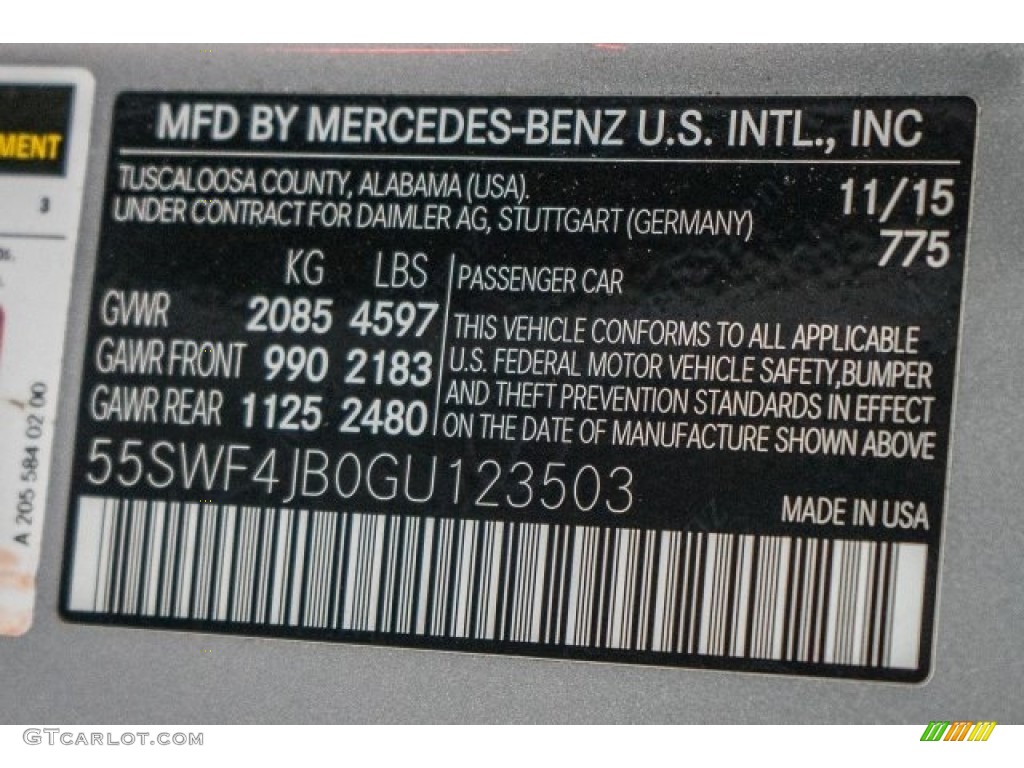 MENT
3
A 205 584 02 00
MFD BY MERCEDES-BENZ U.S. INTL., INC
TUSCALOOSA COUNTY, ALABAMA (USA).
UNDER CONTRACT FOR DAIMLER AG, STUTTGART (GERMANY)
11/15
775
KG LBS
GVWR 2085 4597
GAWR FRONT 990 2183
GAWR REAR 1125 2480
PASSENGER CAR
THIS VEHICLE CONFORMS TO ALL APPLICABLE
U.S. FEDERAL MOTOR VEHICLE SAFETY,BUMPER
AND THEFT PREVENTION STANDARDS IN EFFECT
ON THE DATE OF MANUFACTURE SHOWN ABOVE
55SWF4JB0GU123503
MADE IN USA
GTCARLOT.COM